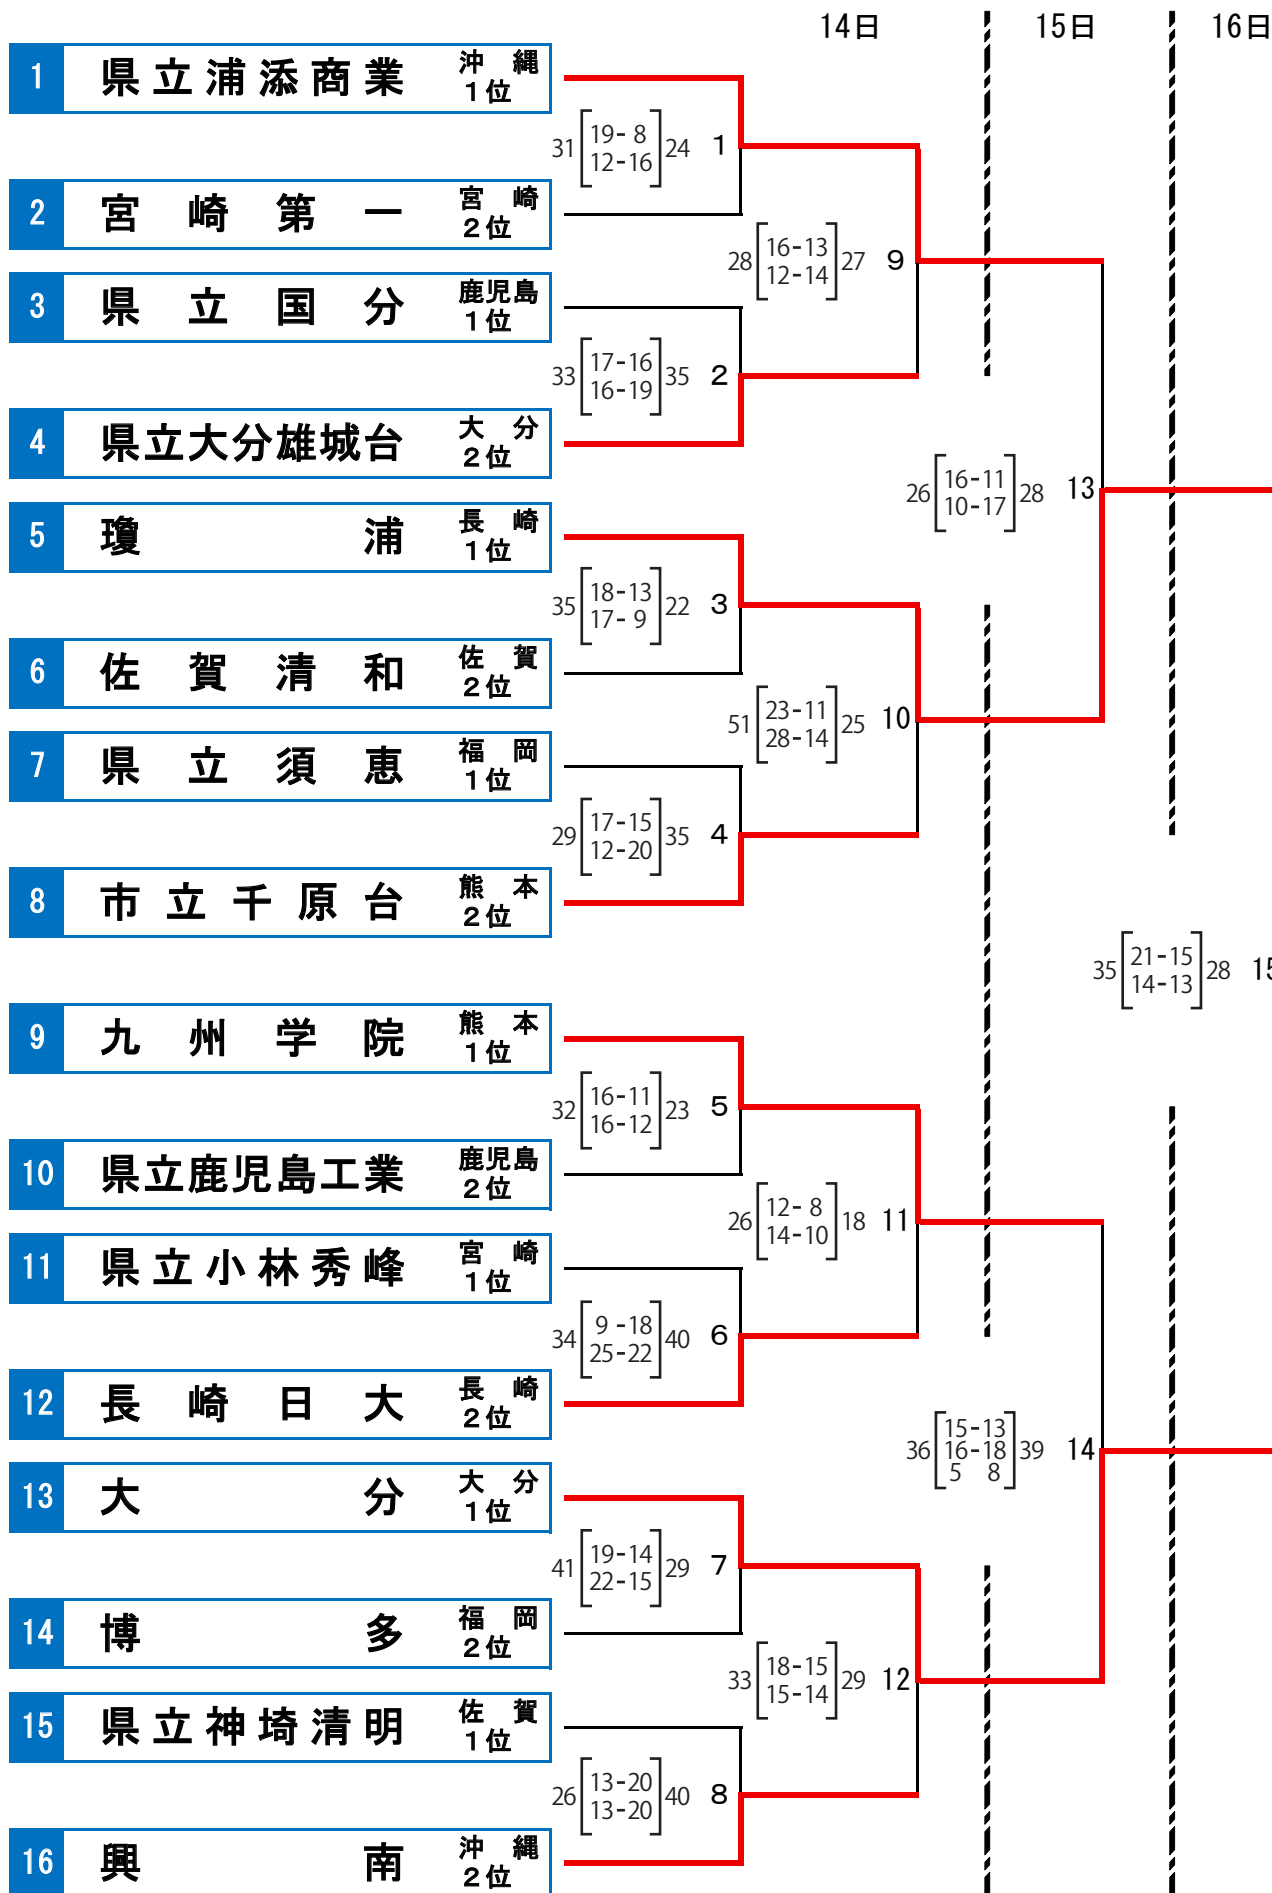 14日 15日 16日
1 県立浦添商業 沖縄 1位
31 19-8 24 1
12-16
2 宮崎第一 宮崎 2位
28 16-13 27 9
12-14
3 県立国分 鹿児島 1位
33 17-16 35 2
16-19
4 県立大分雄城台 大分 2位
26 16-11 28 13
10-17
5 瓊浦 長崎 1位
35 18-13 22 3
17-9
6 佐賀清和 佐賀 2位
51 23-11 25 10
28-14
7 県立須恵 福岡 1位
29 17-15 35 4
12-20
8 市立千原台 熊本 2位
35 21-15 28 15
14-13
9 九州学院 熊本 1位
32 16-11 23 5
16-12
10 県立鹿児島工業 鹿児島 2位
26 12-8 18 11
14-10
11 県立小林秀峰 宮崎 1位
34 9-18 40 6
25-22
12 長崎日大 長崎 2位
36 15-13 39 14
16-18
5 8
13 大分 大分 1位
41 19-14 29 7
22-15
14 博多 福岡 2位
33 18-15 29 12
15-14
15 県立神埼清明 佐賀 1位
26 13-20 40 8
13-20
16 興南 沖縄 2位